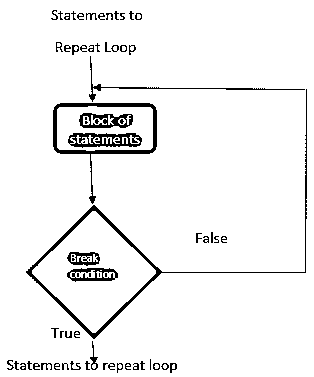 Statements to
Repeat Loop
Block of
statements
False
Break
condition
True
Statements to repeat loop